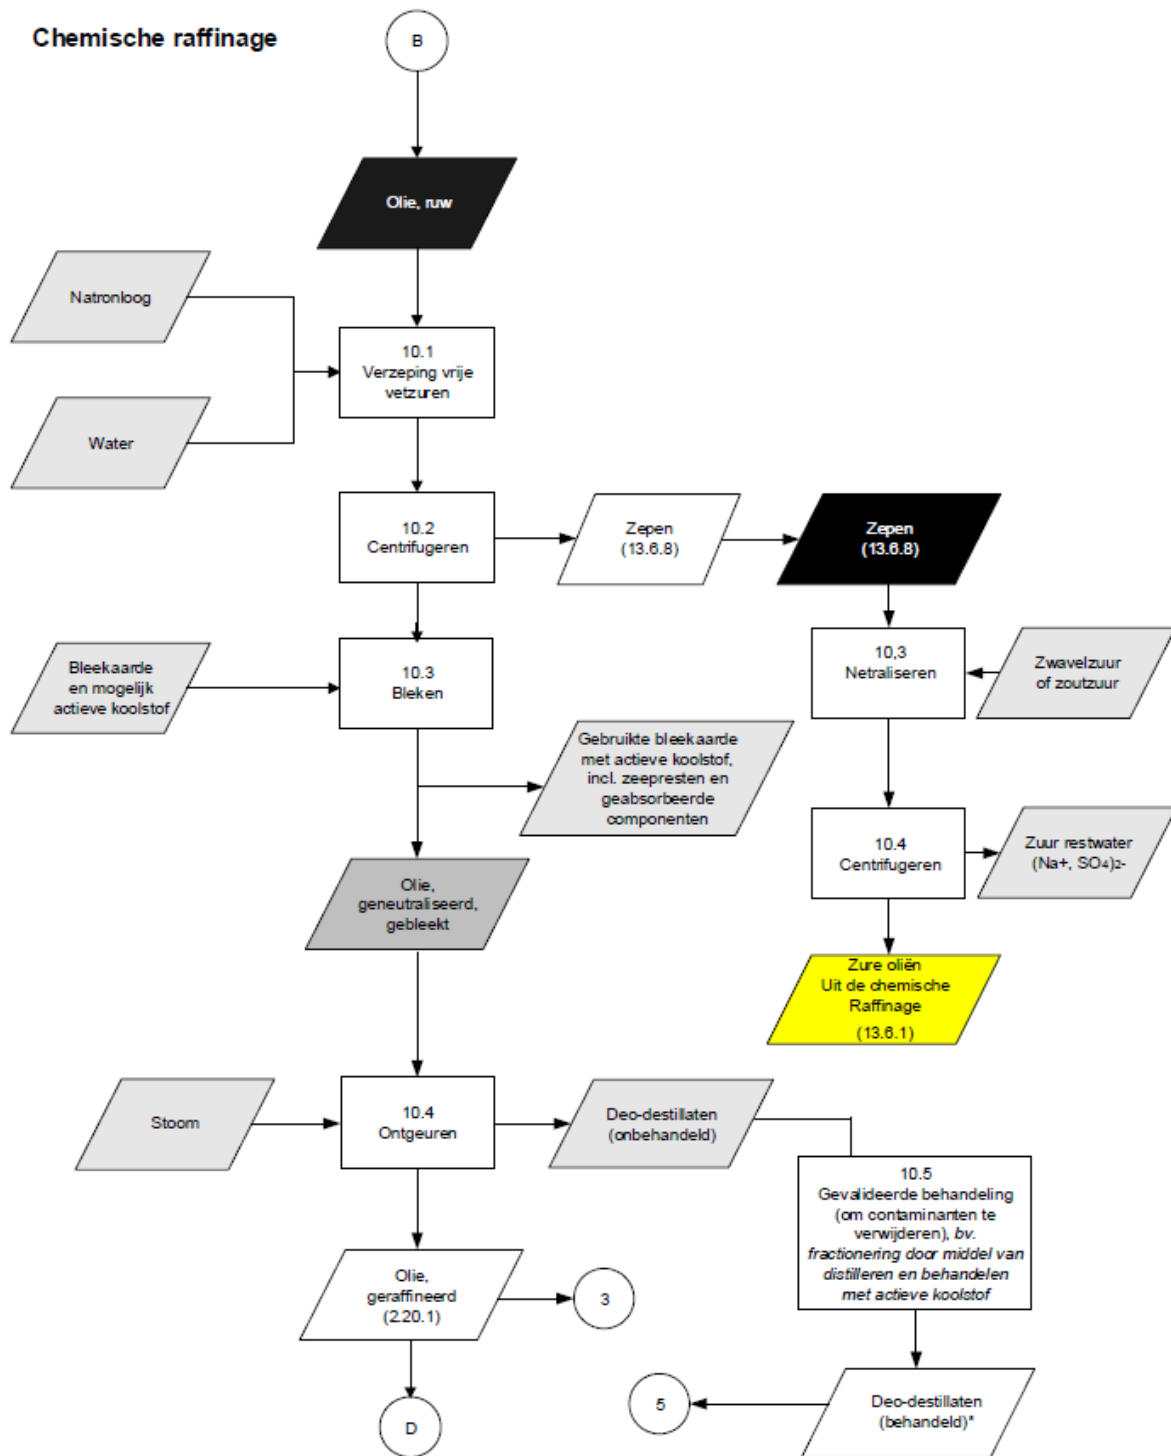 Chemische raffinage
B
Olie, ruw
Natronloog
10.1
Verzeping vrije
vetzuren
Water
10.2
Centrifugeren
Zepen
(13.6.8)
Zepen
(13.6.8)
Bleekaarde
en mogelijk
actieve koolstof
10.3
Bleken
10,3
Netraliseren
Zwavelzuur
of zoutzuur
Gebruikte bleekaarde
met actieve koolstof,
incl. zeepresten en
geabsorbeerde
componenten
10.4
Centrifugeren
Zuur restwater
(Na+, SO4)2-
Olie,
geneutraliseerd,
gebleekt
Zure oliën
Uit de chemische
Raffinage
(13.6.1)
Stoom
10.4
Ontgeuren
Deo-destillaten
(onbehandeld)
10.5
Gevalideerde behandeling
(om contaminanten te
verwijderen), bv.
fractionering door middel van
distilleren en behandelen
met actieve koolstof
Olie,
geraffineerd
(2.20.1)
3
D
5
Deo-destillaten
(behandeld)*